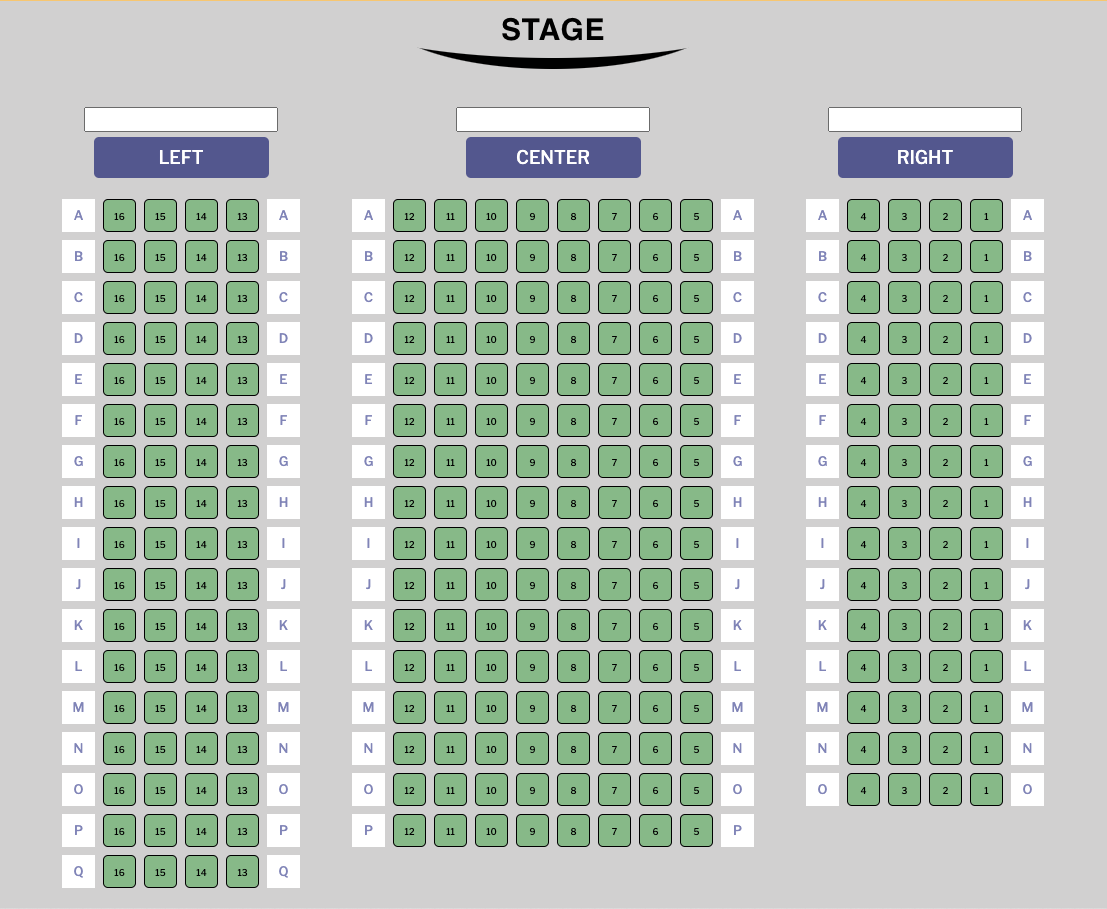 STAGE
LEFT CENTER RIGHT
A 16 15 14 13 A A 12 11 10 9 8 7 6 5 A A 4 3 2 1 A
B 16 15 14 13 B B 12 11 10 9 8 7 6 5 B B 4 3 2 1 B
C 16 15 14 13 C C 12 11 10 9 8 7 6 5 C C 4 3 2 1 C
D 16 15 14 13 D D 12 11 10 9 8 7 6 5 D D 4 3 2 1 D
E 16 15 14 13 E E 12 11 10 9 8 7 6 5 E E 4 3 2 1 E
F 16 15 14 13 F F 12 11 10 9 8 7 6 5 F F 4 3 2 1 F
G 16 15 14 13 G G 12 11 10 9 8 7 6 5 G G 4 3 2 1 G
H 16 15 14 13 H H 12 11 10 9 8 7 6 5 H H 4 3 2 1 H
I 16 15 14 13 I I 12 11 10 9 8 7 6 5 I I 4 3 2 1 I
J 16 15 14 13 J J 12 11 10 9 8 7 6 5 J J 4 3 2 1 J
K 16 15 14 13 K K 12 11 10 9 8 7 6 5 K K 4 3 2 1 K
L 16 15 14 13 L L 12 11 10 9 8 7 6 5 L L 4 3 2 1 L
M 16 15 14 13 M M 12 11 10 9 8 7 6 5 M M 4 3 2 1 M
N 16 15 14 13 N N 12 11 10 9 8 7 6 5 N N 4 3 2 1 N
O 16 15 14 13 O O 12 11 10 9 8 7 6 5 O O 4 3 2 1 O
P 16 15 14 13 P P 12 11 10 9 8 7 6 5 P
Q 16 15 14 13 Q